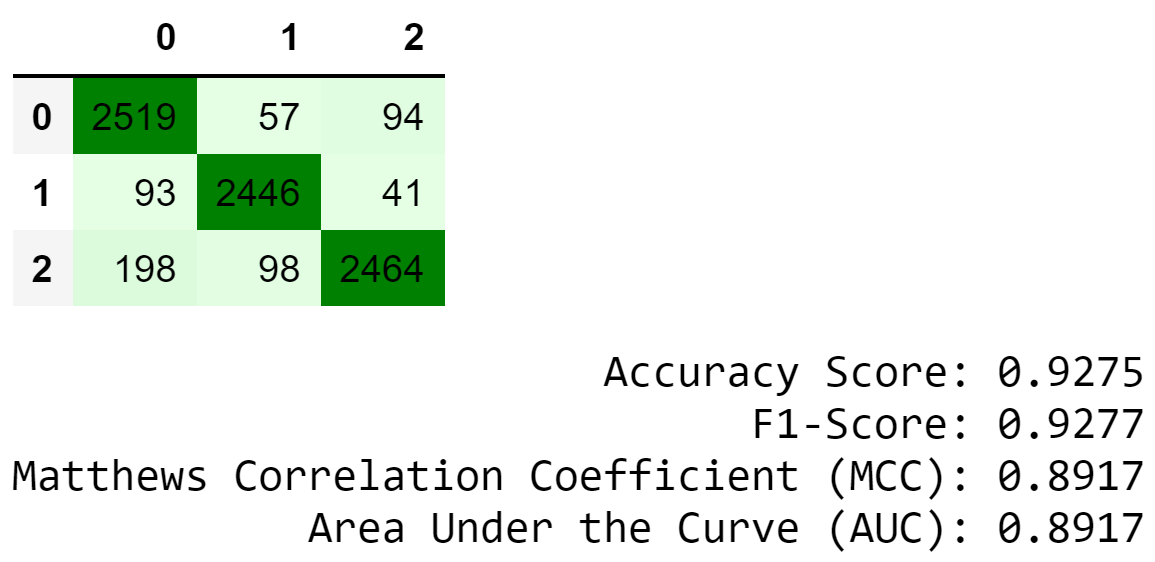 0 1 2
0 2519 57 94
1 93 2446 41
2 198 98 2464
Accuracy Score: 0.9275
F1-Score: 0.9277
Matthews Correlation Coefficient (MCC): 0.8917
Area Under the Curve (AUC): 0.8917